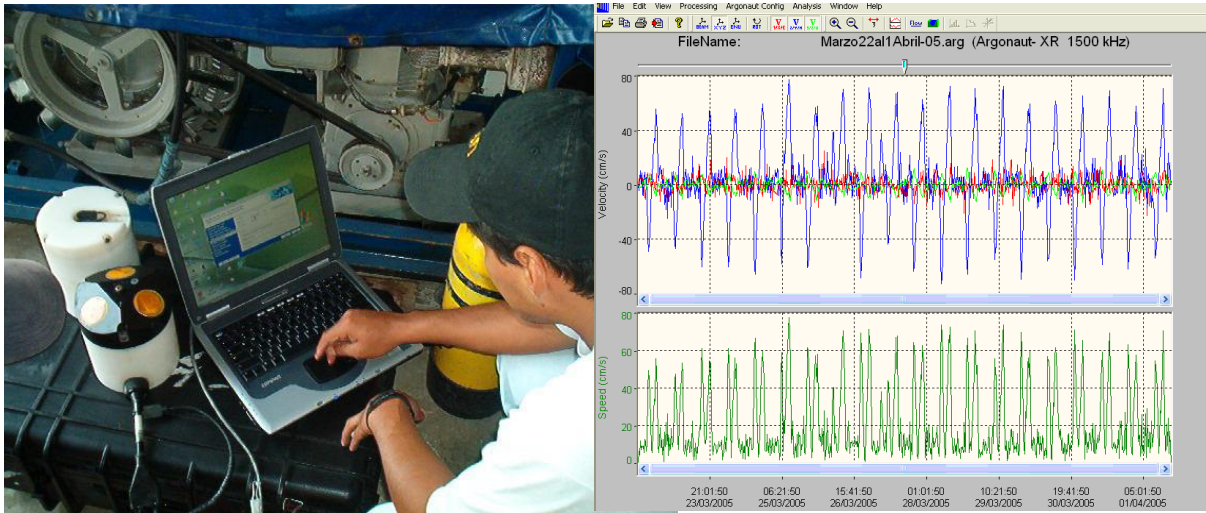 File Edit View Processing Argonaut Config Analysis Window Help
FileName: Marzo22al1Abril-05.arg (Argonaut- XR 1500 kHz)
80
40
0
-40
-80
Velocity (cm/s)
80
60
40
20
0
Speed (cm/s)
21:01:50 06:21:50 15:41:50 01:01:50 10:21:50 19:41:50 05:01:50
23/03/2005 25/03/2005 26/03/2005 28/03/2005 29/03/2005 30/03/2005 01/04/2005